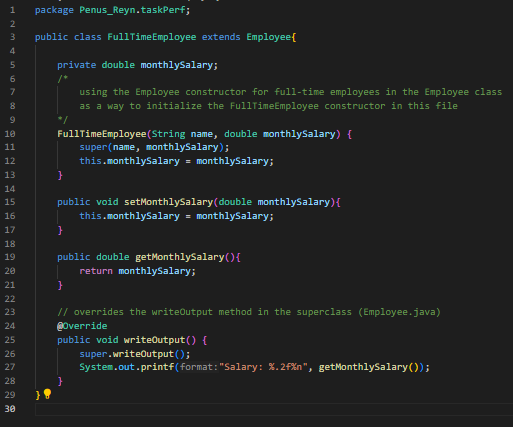 1 package Penus_Reyn.taskPerf;
2
3 public class FullTimeEmployee extends Employee{
4
5 private double monthlySalary;
6 /*
7 using the Employee constructor for full-time employees in the Employee class
8 as a way to initialize the FullTimeEmployee constructor in this file
9 */
10 FullTimeEmployee(String name, double monthlySalary) {
11 super(name, monthlySalary);
12 this.monthlySalary = monthlySalary;
13 }
14
15 public void setMonthlySalary(double monthlySalary){
16 this.monthlySalary = monthlySalary;
17 }
18
19 public double getMonthlySalary(){
20 return monthlySalary;
21 }
22
23 // overrides the writeOutput method in the superclass (Employee.java)
24 @Override
25 public void writeOutput() {
26 super.writeOutput();
27 System.out.printf(format:"Salary: %.2f%n", getMonthlySalary());
28 }
29 }
30